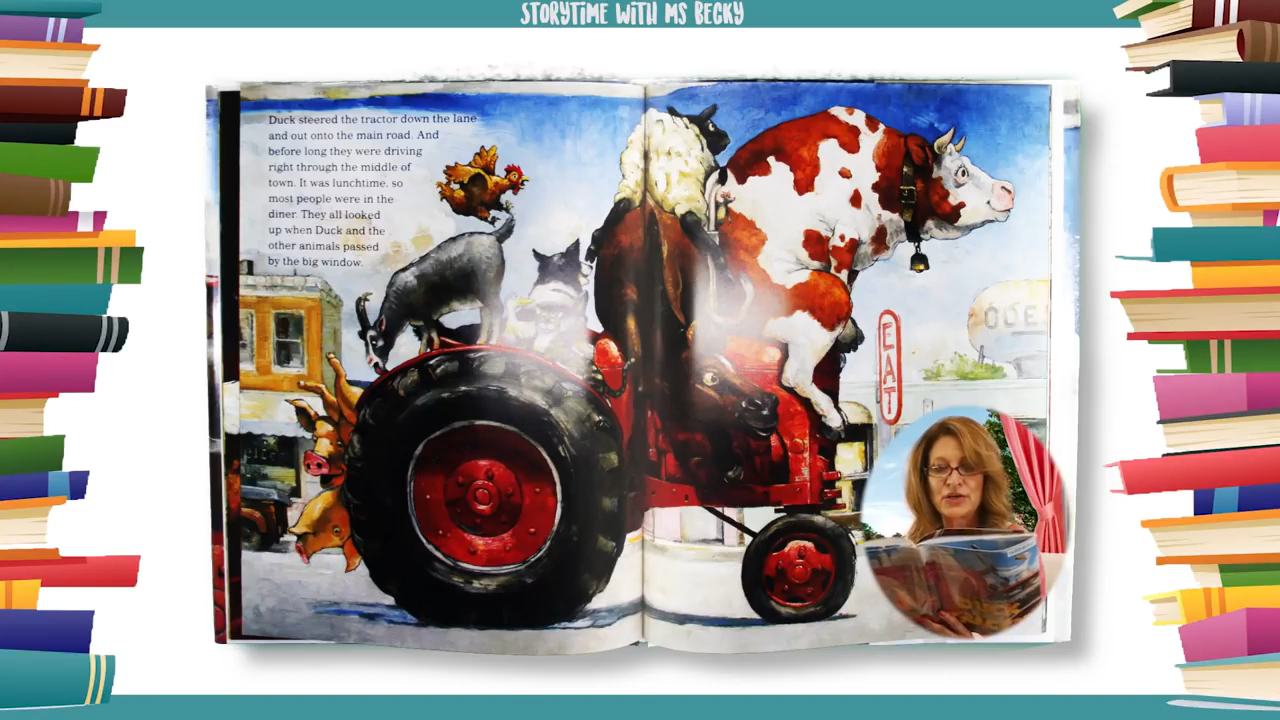 STORYTIME WITH MS BECKY
Duck steered the tractor down the lane
and out onto the main road. And
before long they were driving
right through the middle of
town. It was lunchtime, so
most people were in the
diner. They all looked
up when Duck and the
other animals passed
by the big window.
EAT